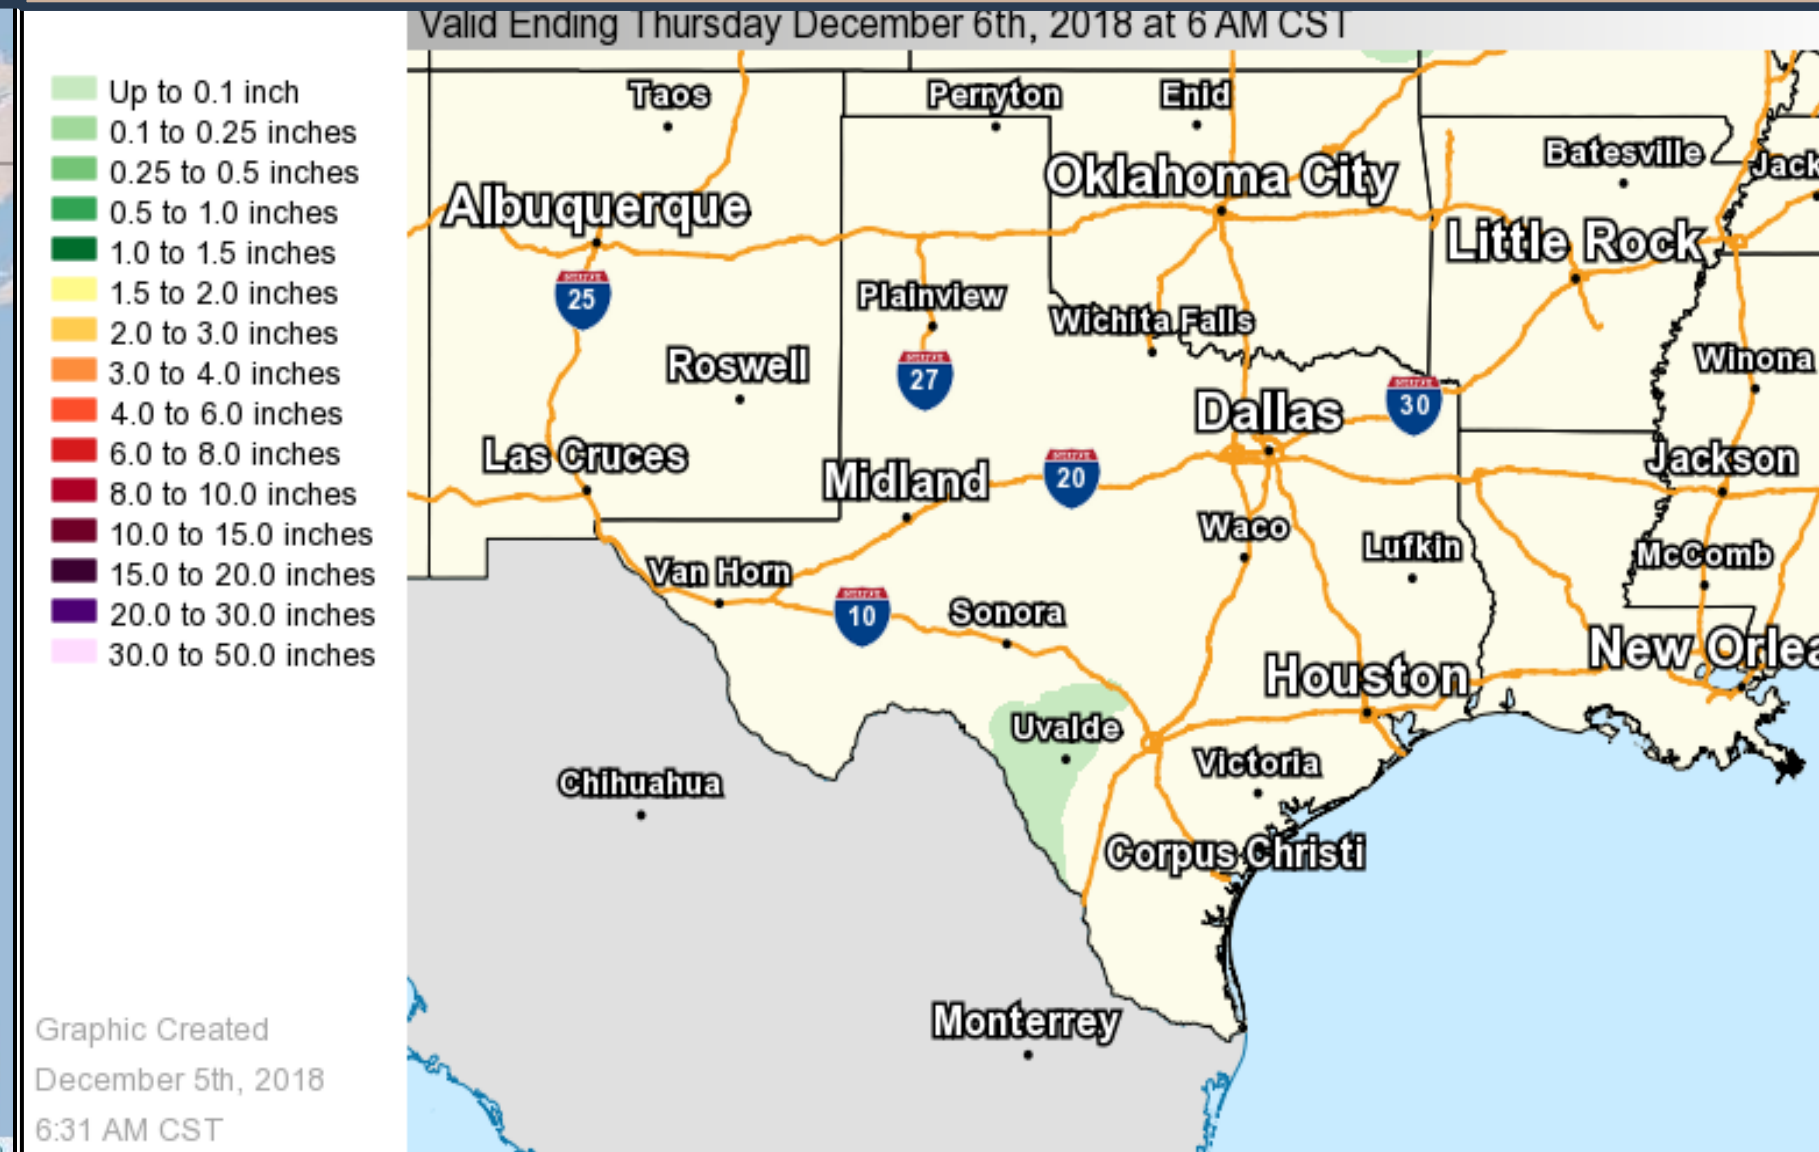 Valid Ending Thursday December 6th, 2018 at 6 AM CST
Up to 0.1 inch
0.1 to 0.25 inches
0.25 to 0.5 inches
0.5 to 1.0 inches
1.0 to 1.5 inches
1.5 to 2.0 inches
2.0 to 3.0 inches
3.0 to 4.0 inches
4.0 to 6.0 inches
6.0 to 8.0 inches
8.0 to 10.0 inches
10.0 to 15.0 inches
15.0 to 20.0 inches
20.0 to 30.0 inches
30.0 to 50.0 inches
Graphic Created
December 5th, 2018
6:31 AM CST
Taos
Perryton
Enid
Batesville
Jack
Oklahoma City
Albuquerque
Little Rock
25
Plainview
Wichita Falls
Roswell
27
Winona
30
Dallas
Las Cruces
Midland
20
Jackson
Waco
Lufkin
McComb
Van Horn
10
Sonora
New Orlea
Houston
Uvalde
Victoria
Chihuahua
Corpus Christi
Monterrey